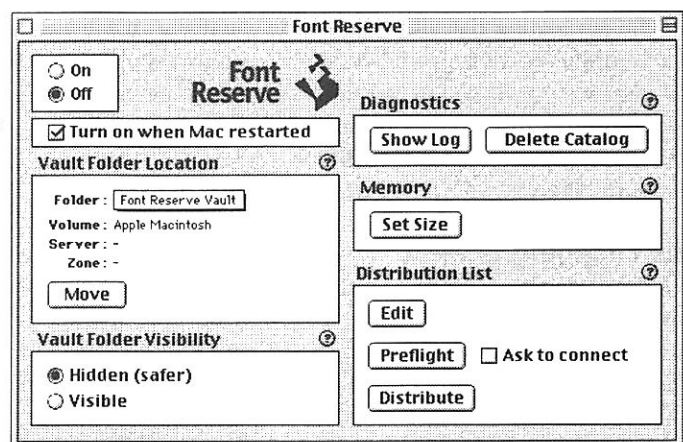 Font Reserve
On
Off
Font
Reserve
Turn on when Mac restarted
Vault Folder Location ?
Folder : Font Reserve Vault
Volume : Apple Macintosh
Server : -
Zone : -
Move
Vault Folder Visibility ?
Hidden (safer)
Visible
Diagnostics ?
Show Log Delete Catalog
Memory ?
Set Size
Distribution List ?
Edit
Preflight Ask to connect
Distribute